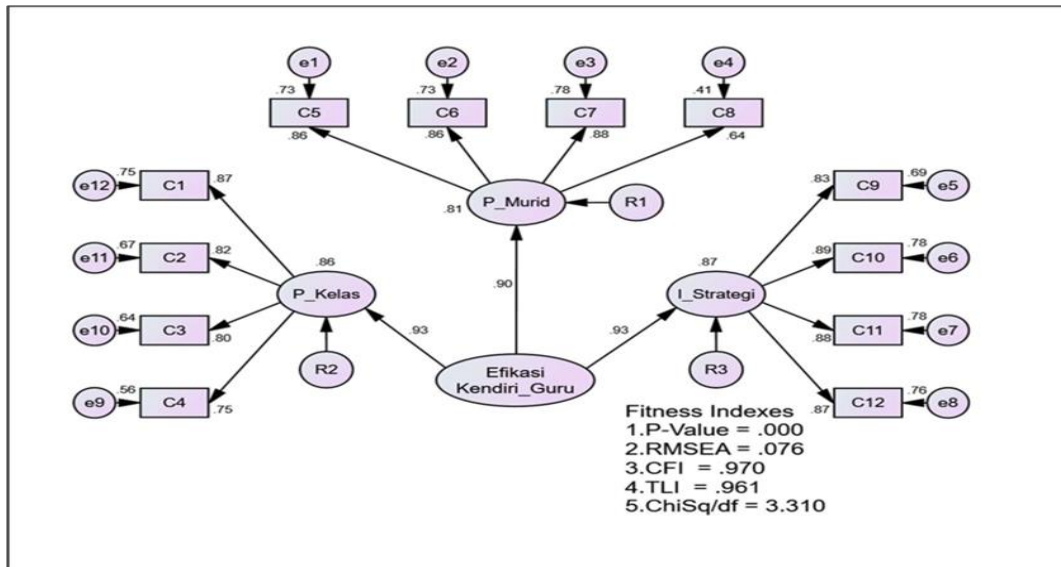 e1 e2 e3 e4
.73 .73 .78 .41
C5 C6 C7 C8
.86 .86 .88 .64
e12 .75 C1 .87
.83 C9 .69 e5
P_Murid
.81
R1
e11 .67 C2 .82
.89 C10 .78 e6
.86
P_Kelas
.87
I_Strategi
e10 .64 C3 .80
.88 C11 .78 e7
.90
.93 .93
R2
R3
Efikasi
Kendiri_Guru
e9 .56 C4 .75
.87 C12 .76 e8
Fitness Indexes
1.P-Value = .000
2.RMSEA = .076
3.CFI = .970
4.TLI = .961
5.ChiSq/df = 3.310